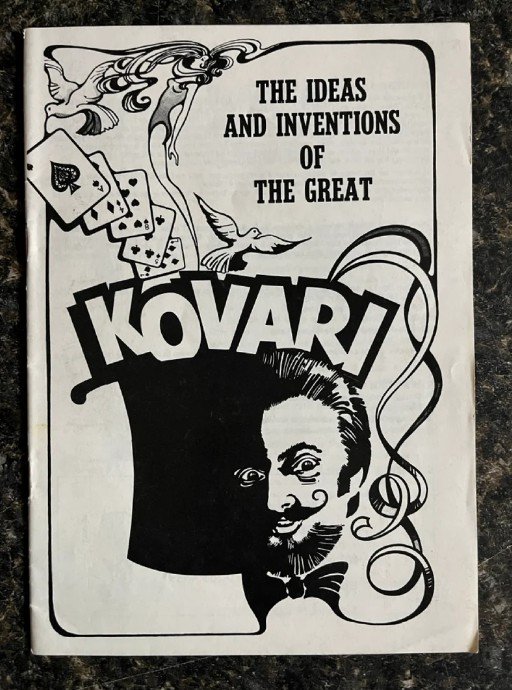 THE IDEAS
AND INVENTIONS
OF
THE GREAT
KOVARI